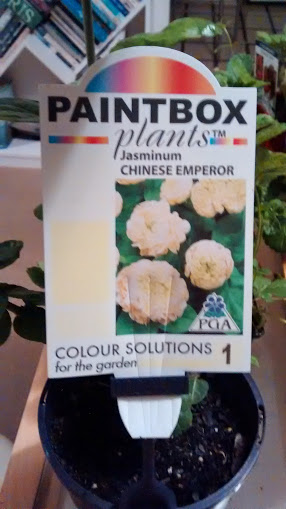 PAINTBOX
plants™
Jasminum
CHINESE EMPEROR
PGA
COLOUR SOLUTIONS 1
for the garden